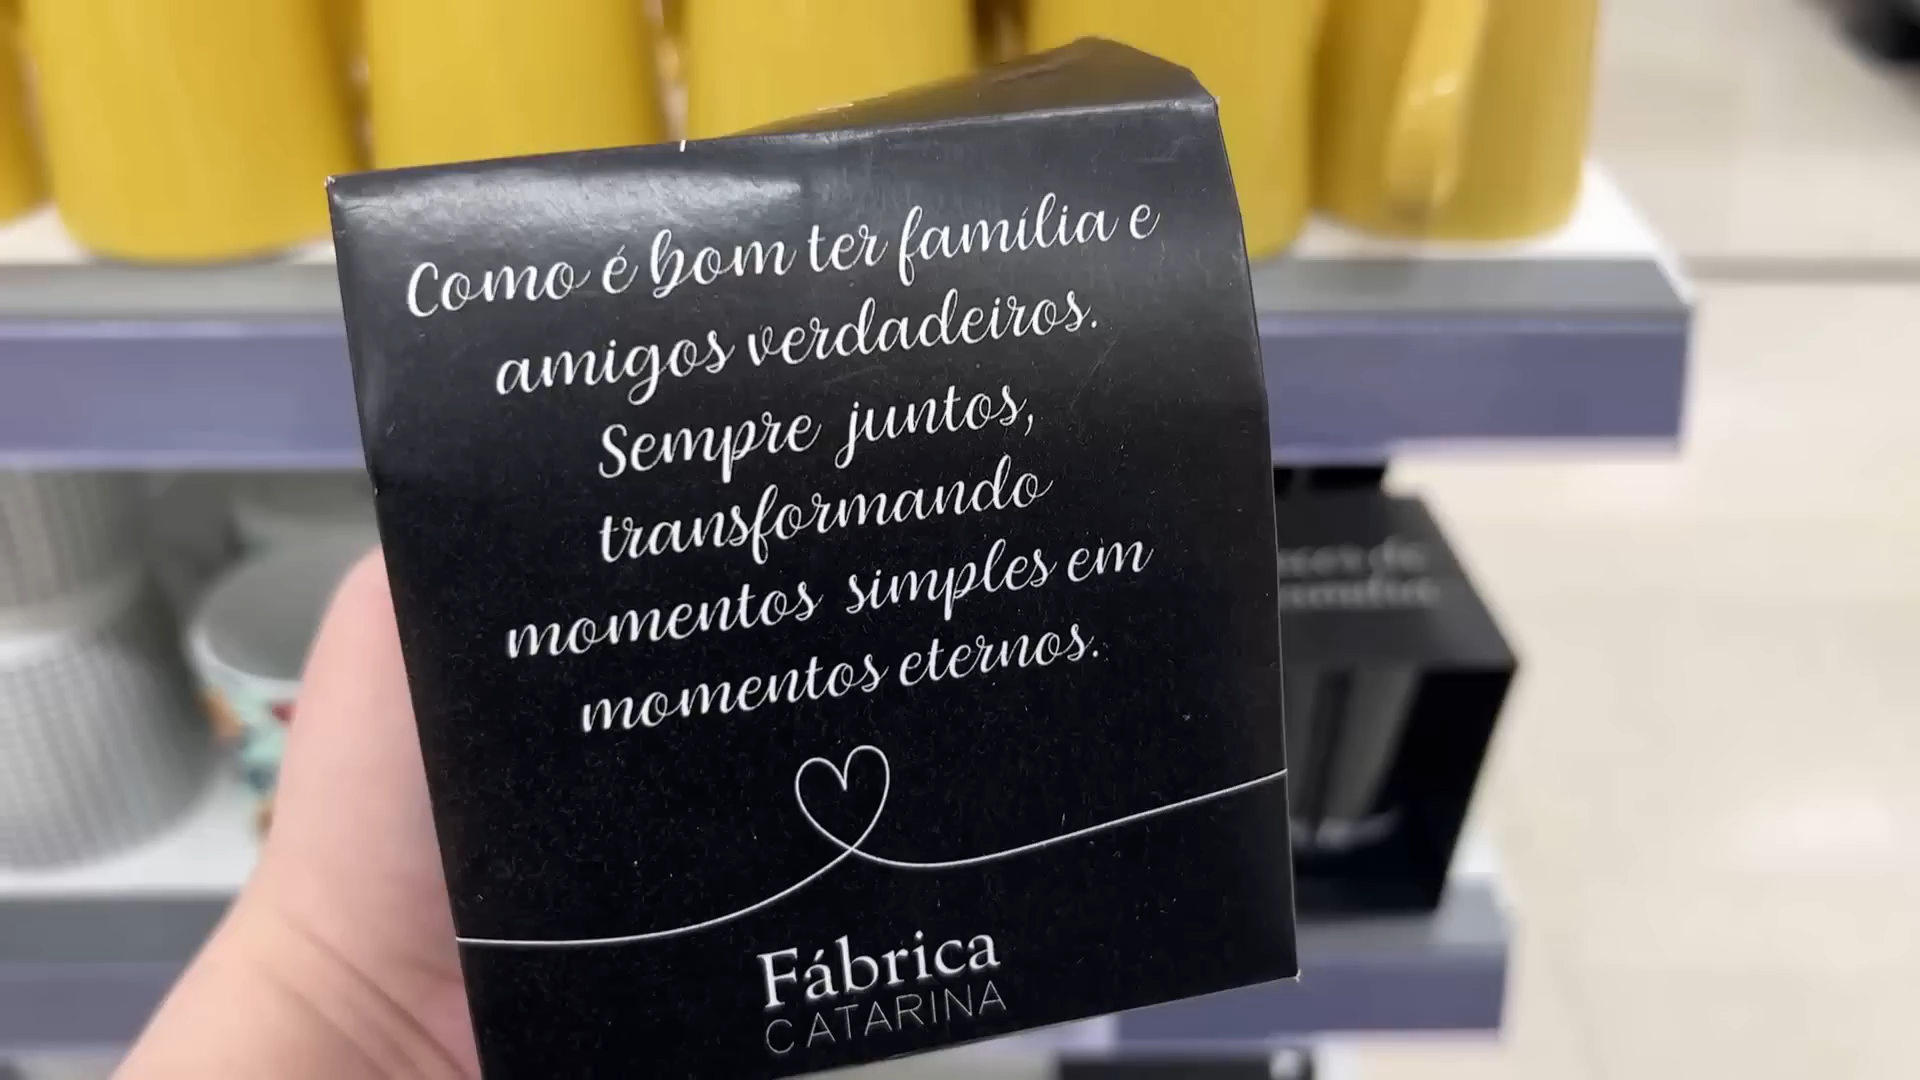 Como é bom ter família e
amigos verdadeiros.
Sempre juntos,
transformando
momentos simples em
momentos eternos.
Fábrica
CATARINA